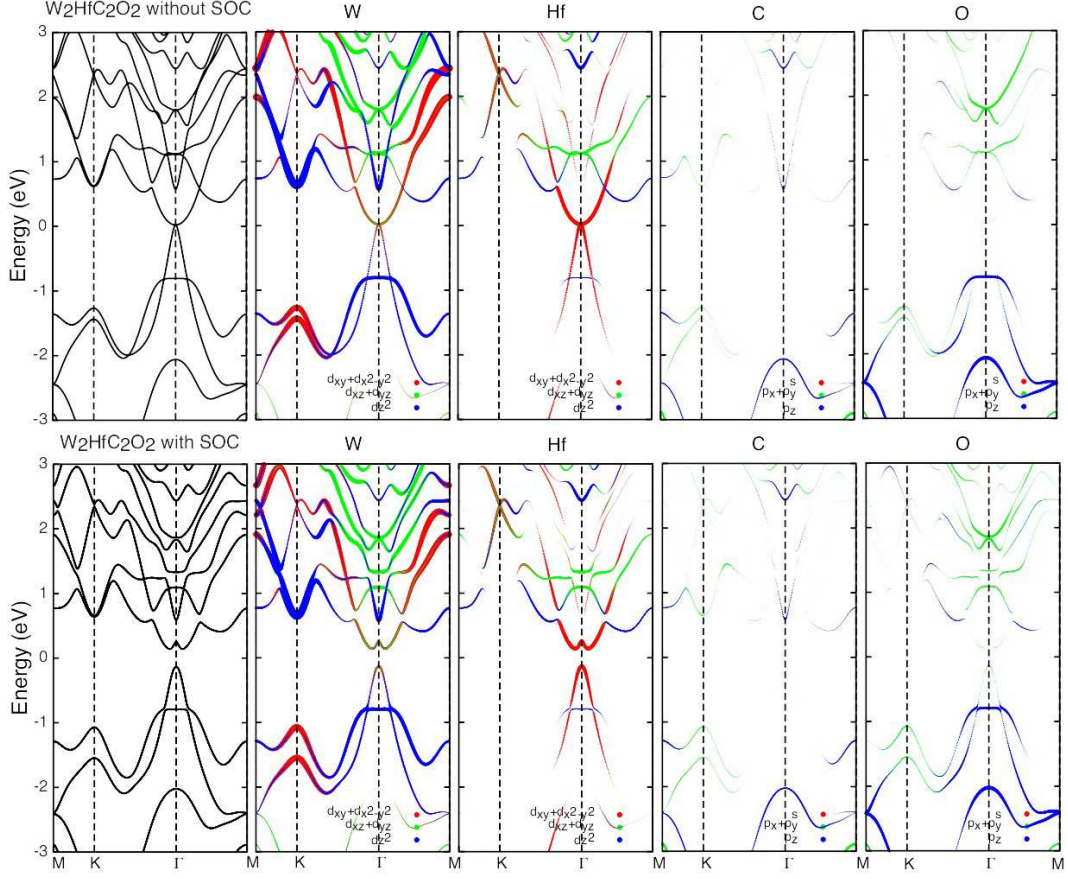 W2HfC2O2 without SOC
W
Hf
C
O
Energy (eV)
3
2
1
0
-1
-2
-3
dxy+dx2-y2
dxz+dyz
dz2
dxy+dx2-y2
dxz+dyz
dz2
s
px+py
pz
s
px+py
pz
W2HfC2O2 with SOC
W
Hf
C
O
Energy (eV)
3
2
1
0
-1
-2
-3
dxy+dx2-y2
dxz+dyz
dz2
dxy+dx2-y2
dxz+dyz
dz2
s
px+py
pz
s
px+py
pz
M K Γ M K Γ M K Γ M K Γ M K Γ M